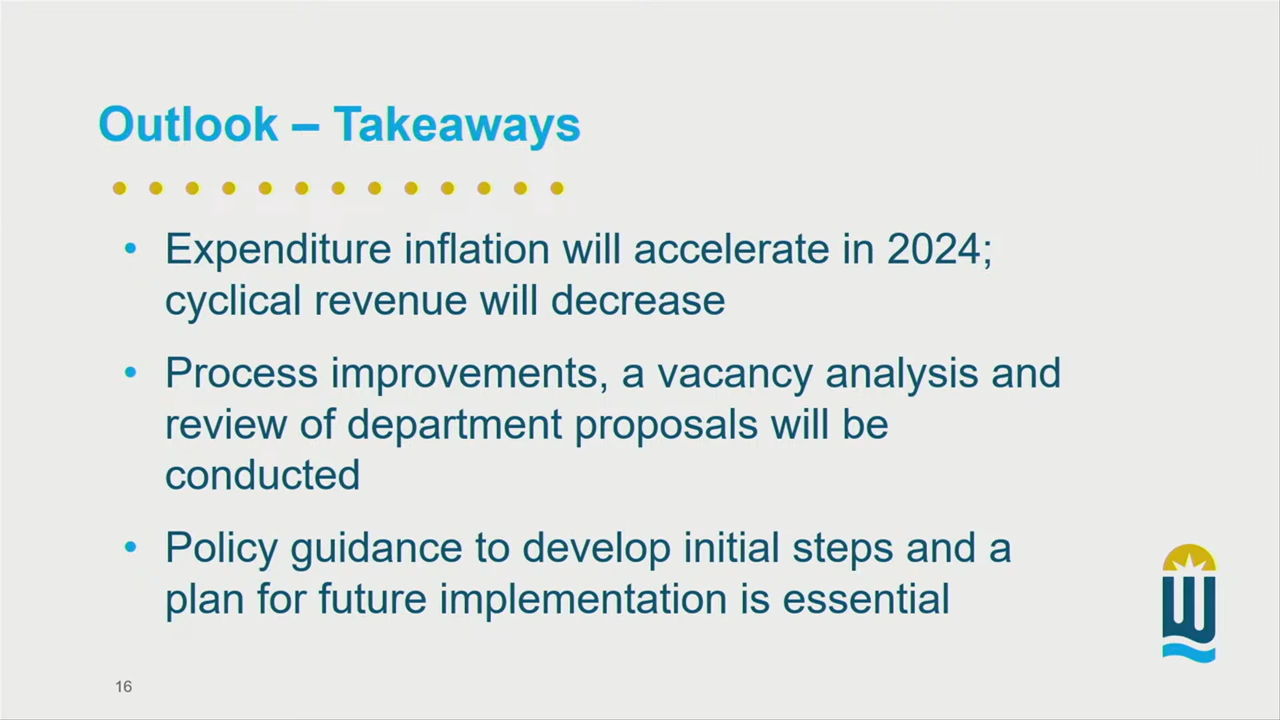 Outlook – Takeaways
• Expenditure inflation will accelerate in 2024;
cyclical revenue will decrease
• Process improvements, a vacancy analysis and
review of department proposals will be
conducted
• Policy guidance to develop initial steps and a
plan for future implementation is essential
W
16